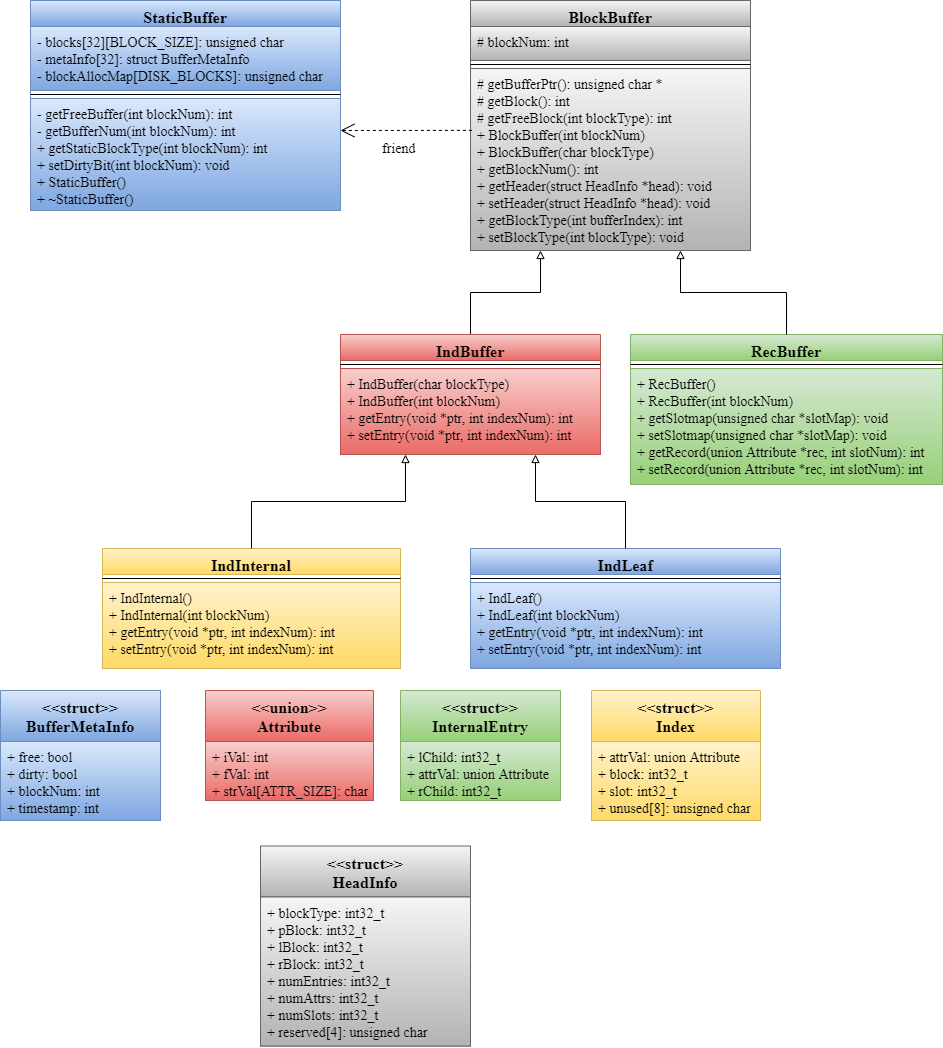 StaticBuffer
- blocks[32][BLOCK_SIZE]: unsigned char
- metaInfo[32]: struct BufferMetaInfo
- blockAllocMap[DISK_BLOCKS]: unsigned char
- getFreeBuffer(int blockNum): int
- getBufferNum(int blockNum): int
+ getStaticBlockType(int blockNum): int
+ setDirtyBit(int blockNum): void
+ StaticBuffer()
+ ~StaticBuffer()
friend
BlockBuffer
# blockNum: int
# getBufferPtr(): unsigned char *
# getBlock(): int
# getFreeBlock(int blockType): int
+ BlockBuffer(int blockNum)
+ BlockBuffer(char blockType)
+ getBlockNum(): int
+ getHeader(struct HeadInfo *head): void
+ setHeader(struct HeadInfo *head): void
+ getBlockType(int bufferIndex): int
+ setBlockType(int blockType): void
IndBuffer
+ IndBuffer(char blockType)
+ IndBuffer(int blockNum)
+ getEntry(void *ptr, int indexNum): int
+ setEntry(void *ptr, int indexNum): int
RecBuffer
+ RecBuffer()
+ RecBuffer(int blockNum)
+ getSlotmap(unsigned char *slotMap): void
+ setSlotmap(unsigned char *slotMap): void
+ getRecord(union Attribute *rec, int slotNum): int
+ setRecord(union Attribute *rec, int slotNum): int
IndInternal
+ IndInternal()
+ IndInternal(int blockNum)
+ getEntry(void *ptr, int indexNum): int
+ setEntry(void *ptr, int indexNum): int
IndLeaf
+ IndLeaf()
+ IndLeaf(int blockNum)
+ getEntry(void *ptr, int indexNum): int
+ setEntry(void *ptr, int indexNum): int
<<struct>>
BufferMetaInfo
+ free: bool
+ dirty: bool
+ blockNum: int
+ timestamp: int
<<union>>
Attribute
+ iVal: int
+ fVal: int
+ strVal[ATTR_SIZE]: char
<<struct>>
InternalEntry
+ lChild: int32_t
+ attrVal: union Attribute
+ rChild: int32_t
<<struct>>
Index
+ attrVal: union Attribute
+ block: int32_t
+ slot: int32_t
+ unused[8]: unsigned char
<<struct>>
HeadInfo
+ blockType: int32_t
+ pBlock: int32_t
+ lBlock: int32_t
+ rBlock: int32_t
+ numEntries: int32_t
+ numAttrs: int32_t
+ numSlots: int32_t
+ reserved[4]: unsigned char